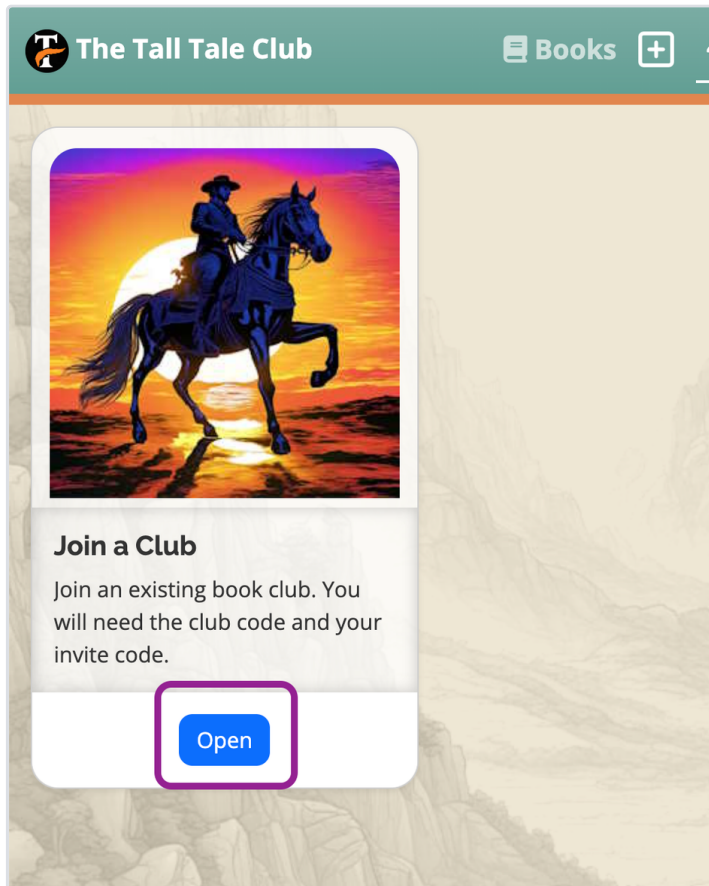 The Tall Tale Club
Books
Join a Club
Join an existing book club. You
will need the club code and your
invite code.
Open